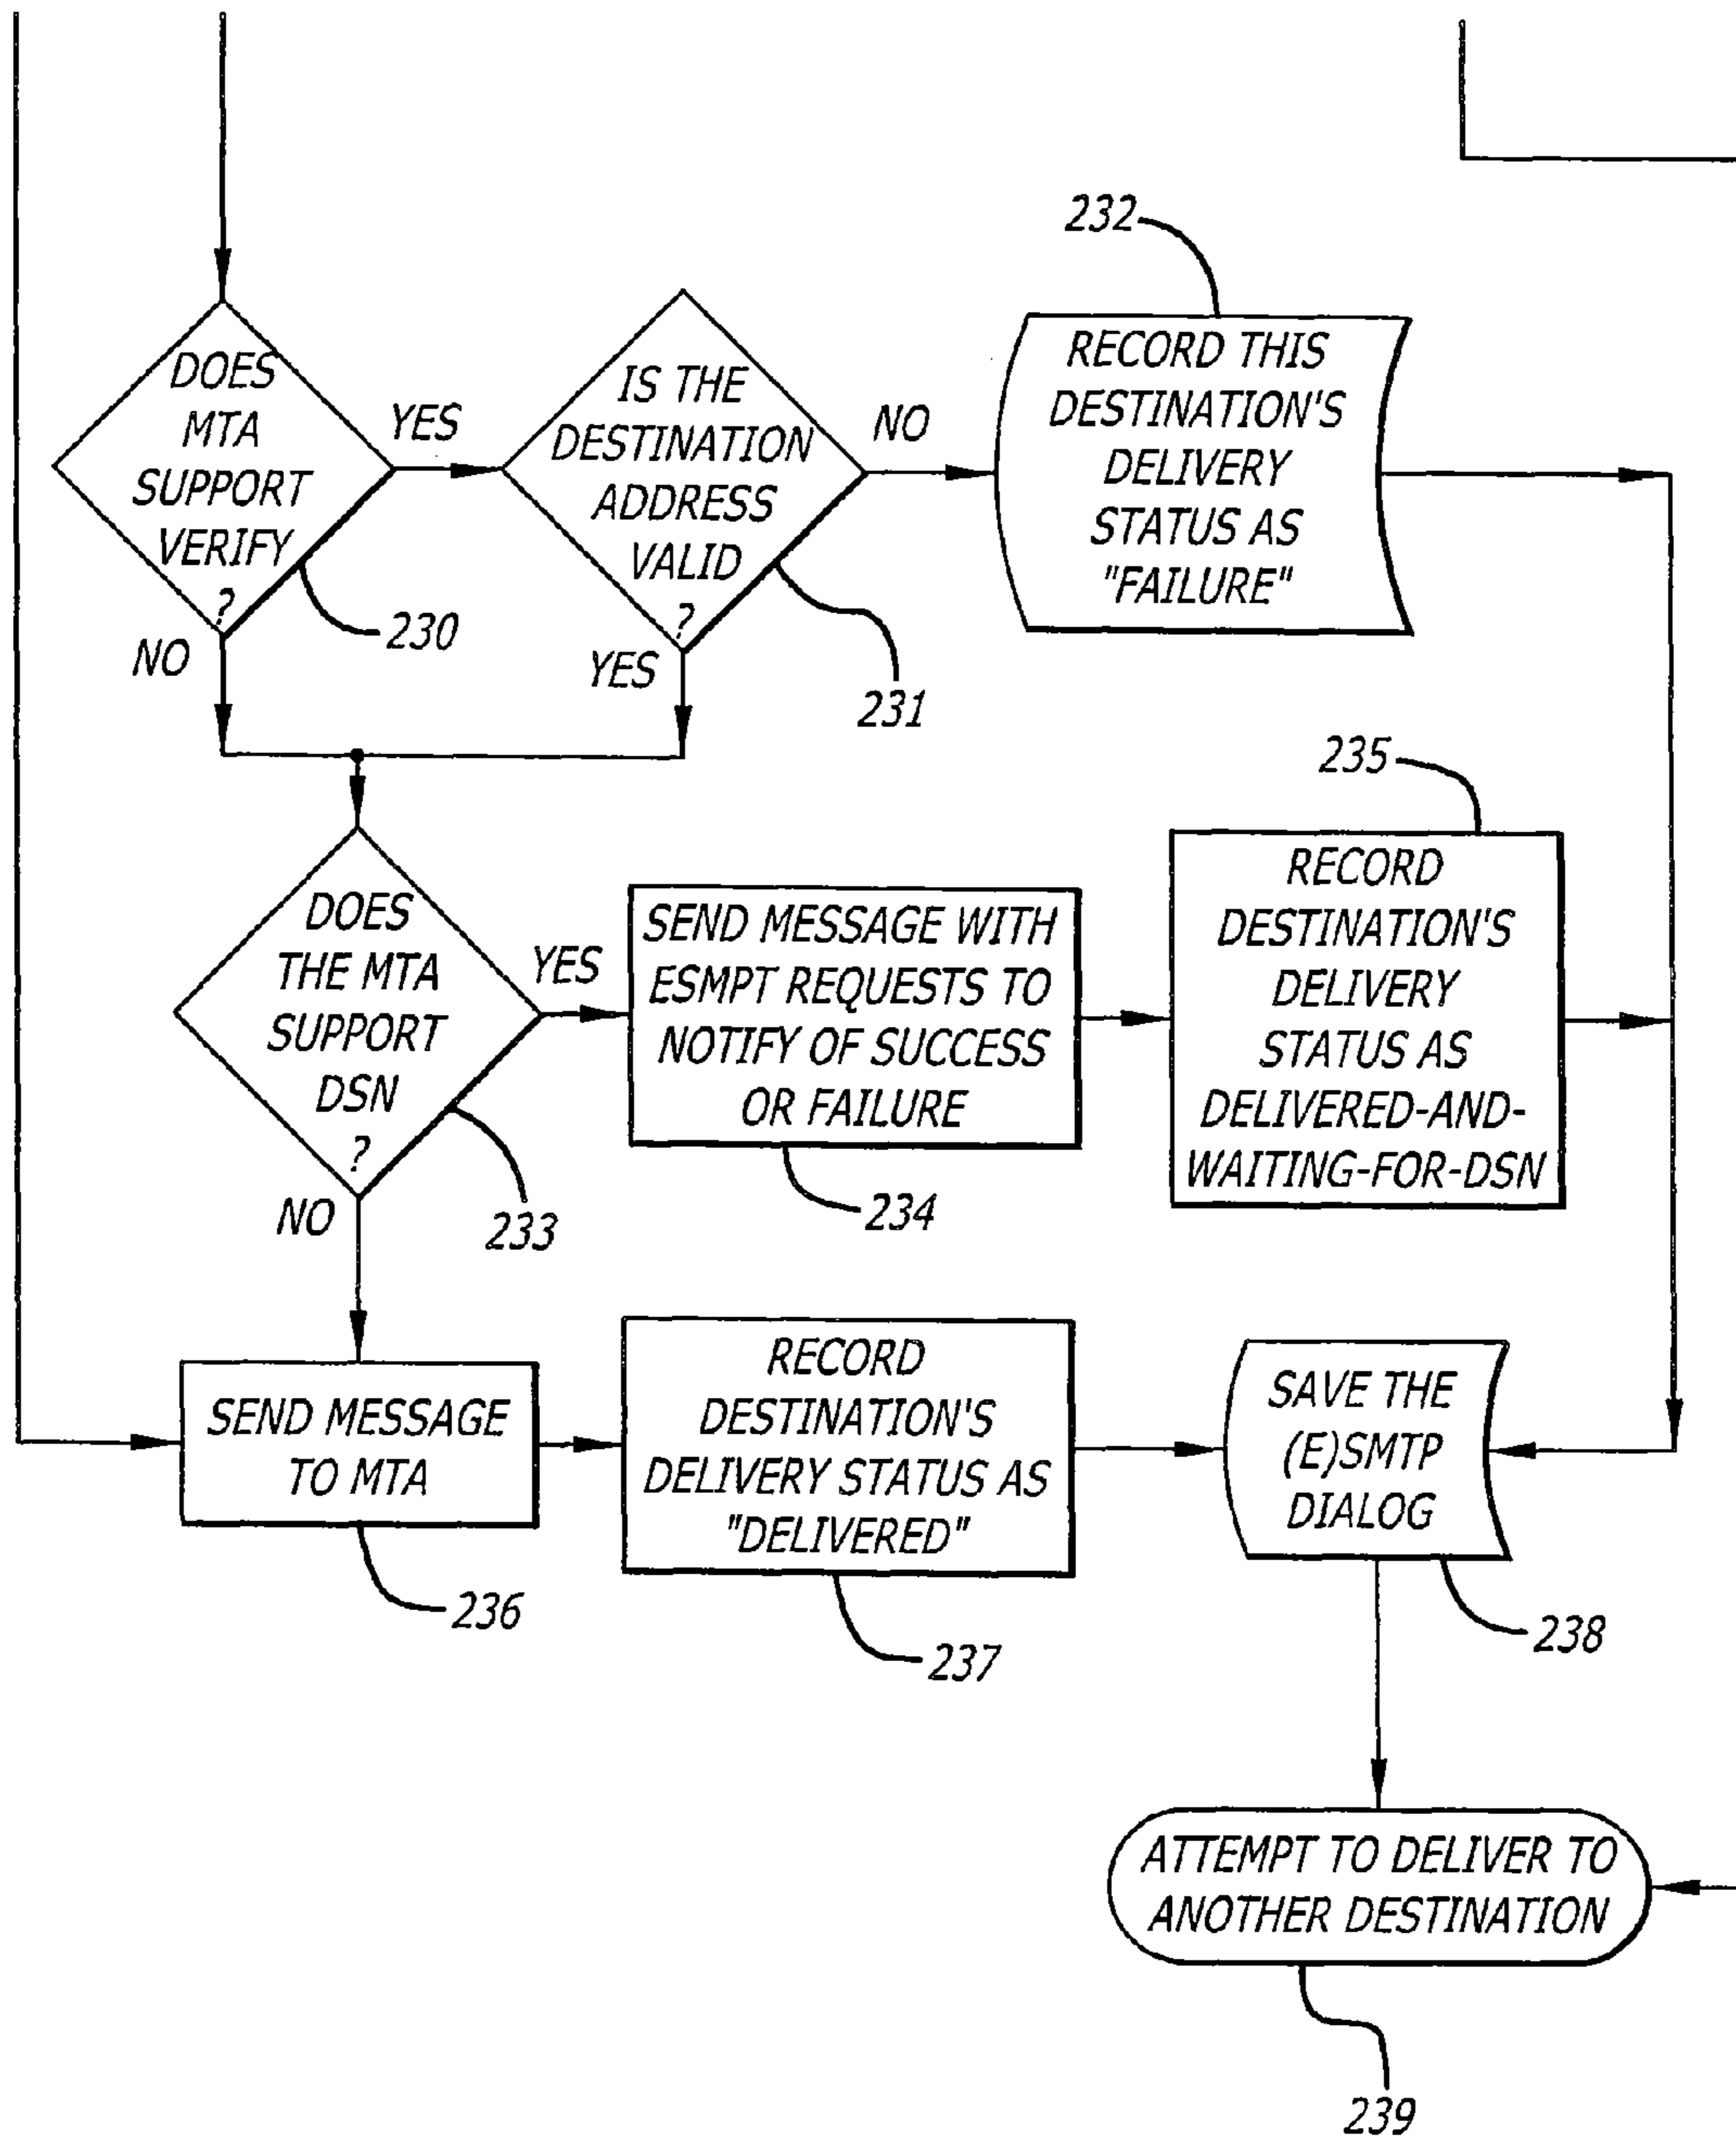 232
DOES
MTA
SUPPORT
VERIFY
?
YES
NO
230
IS THE
DESTINATION
ADDRESS
VALID
?
NO
YES
231
RECORD THIS
DESTINATION'S
DELIVERY
STATUS AS
"FAILURE"
235
DOES
THE MTA
SUPPORT
DSN
?
YES
NO
233
SEND MESSAGE WITH
ESMPT REQUESTS TO
NOTIFY OF SUCCESS
OR FAILURE
234
RECORD
DESTINATION'S
DELIVERY
STATUS AS
DELIVERED-AND-
WAITING-FOR-DSN
SEND MESSAGE
TO MTA
236
RECORD
DESTINATION'S
DELIVERY STATUS AS
"DELIVERED"
237
SAVE THE
(E)SMTP
DIALOG
238
ATTEMPT TO DELIVER TO
ANOTHER DESTINATION
239